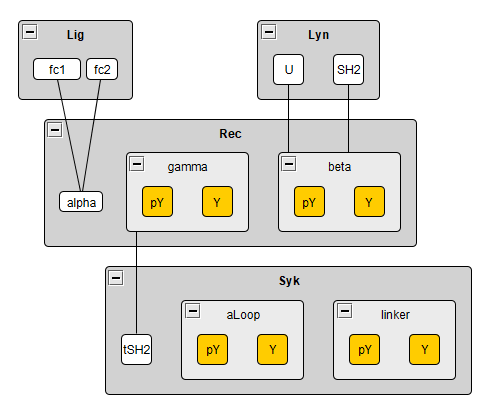 Lig
Lyn
fc1 fc2
U SH2
Rec
gamma beta
alpha pY Y pY Y
Syk
aLoop linker
tSH2 pY Y pY Y